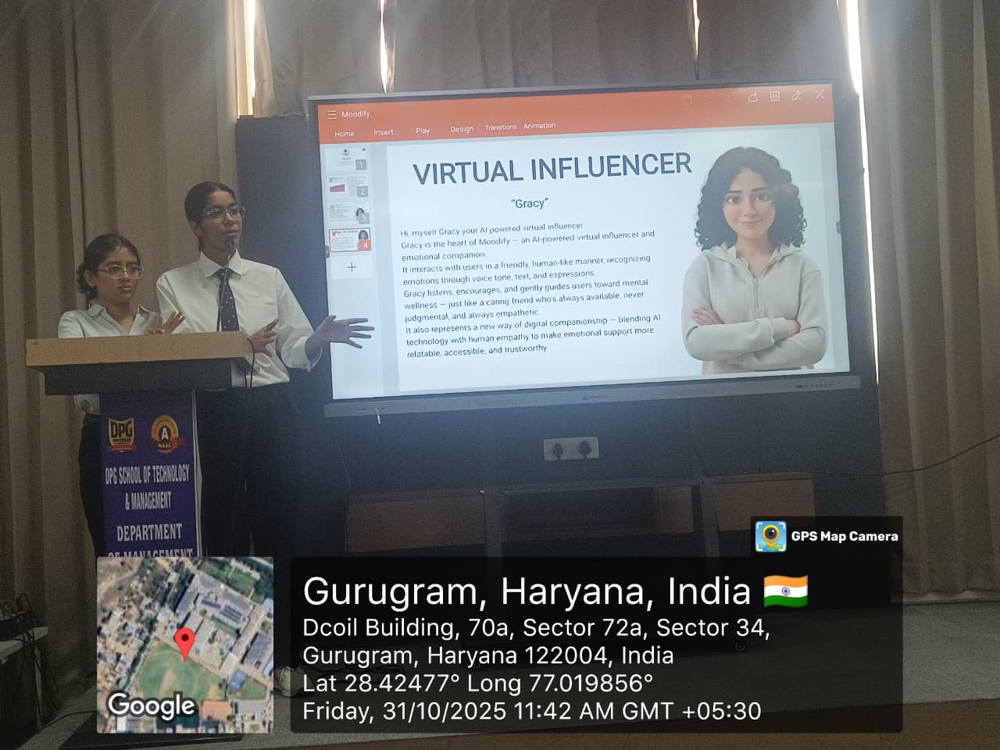 Moodify
Home Insert Play Design Transitions Animation
1
2
3
4
VIRTUAL INFLUENCER
“Gracy”
Hi, myself Gracy your AI-powered virtual influencer
Gracy is the heart of Moodify — an AI-powered virtual influencer and
emotional companion.
It interacts with users in a friendly, human-like manner, recognizing
emotions through voice tone, text, and expressions
Gracy listens, encourages, and gently guides users toward mental
wellness — just like a caring friend who's always available, never
judgmental, and always empathetic
It also represents a new way of digital companionship — blending AI
technology with human empathy to make emotional support more
relatable, accessible, and trustworthy
DPG
A
NAAC
DPG SCHOOL OF TECHNOLOGY
& MANAGEMENT
DEPARTMENT
OF MANAGEMENT
GPS Map Camera
Gurugram, Haryana, India
Dcoil Building, 70a, Sector 72a, Sector 34,
Gurugram, Haryana 122004, India
Lat 28.42477° Long 77.019856°
Friday, 31/10/2025 11:42 AM GMT +05:30
Google